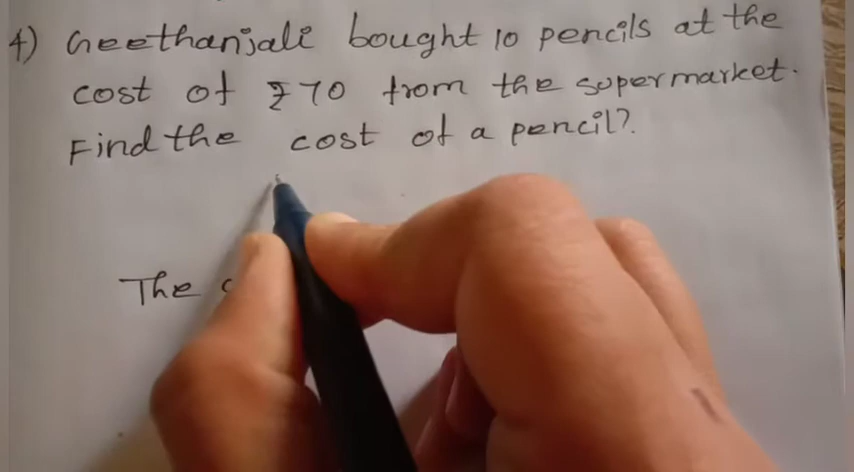 4) Geethanjali bought 10 pencils at the
cost of ₹70 from the supermarket.
Find the cost of a pencil?
The